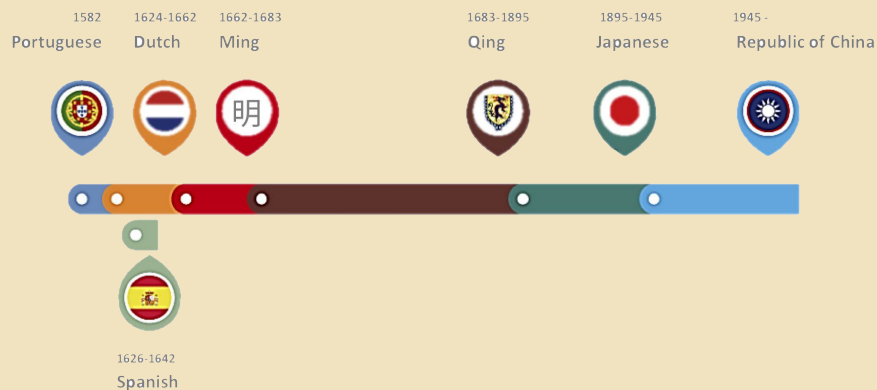 1582
Portuguese
1624-1662
Dutch
1662-1683
Ming
1683-1895
Qing
1895-1945
Japanese
1945 -
Republic of China
明
1626-1642
Spanish